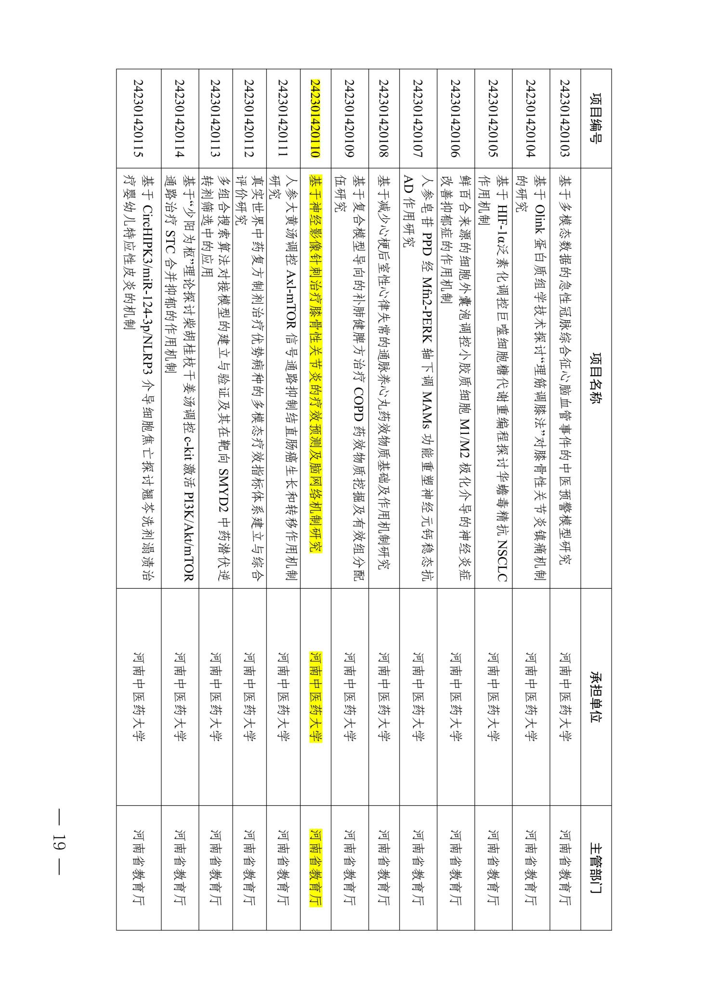 项目编号 项目名称 承担单位 主管部门
242301420103 基于多模态数据的急性冠脉综合征心脑血管事件的中医预警模型研究 河南中医药大学 河南省教育厅
242301420104 基于 Olink 蛋白质组学技术探讨“理筋调膝法”对膝骨性关节炎镇痛机制 河南中医药大学 河南省教育厅
的研究
242301420105 基于 HIF-1α泛素化调控巨噬细胞糖代谢重编程探讨华蟾毒精抗 NSCLC 河南中医药大学 河南省教育厅
作用机制
242301420106 鲜百合来源的细胞外囊泡调控小胶质细胞 M1/M2 极化介导的神经炎症 河南中医药大学 河南省教育厅
改善抑郁症的作用机制
242301420107 人参皂苷 PPD 经 Mfn2-PERK 轴下调 MAMs 功能重塑神经元钙稳态抗 河南中医药大学 河南省教育厅
AD 作用研究
242301420108 基于减少心梗后室性心律失常的通脉养心丸药效物质基础及作用机制研究 河南中医药大学 河南省教育厅
242301420109 基于复合模型导向的补肺健脾方治疗 COPD 药效物质挖掘及有效组分配 河南中医药大学 河南省教育厅
伍研究
242301420110 基于神经影像针刺治疗膝骨性关节炎的疗效预测及脑网络机制研究 河南中医药大学 河南省教育厅
242301420111 人参大黄汤调控 Axl-mTOR 信号通路抑制结直肠癌生长和转移作用机制 河南中医药大学 河南省教育厅
研究
242301420112 真实世界中药复方制剂治疗优势病种的多模态疗效指标体系建立与综合 河南中医药大学 河南省教育厅
评价研究
242301420113 多组合搜索算法对接模型的建立与验证及其在靶向 SMYD2 中药潜伏逆 河南中医药大学 河南省教育厅
转剂筛选中的应用
242301420114 基于“少阳为枢”理论探讨柴胡桂枝干姜汤调控 c-kit 激活 PI3K/Akt/mTOR 河南中医药大学 河南省教育厅
通路治疗 STC 合并抑郁的作用机制
242301420115 基于 CircHIPK3/miR-124-3p/NLRP3 介导细胞焦亡探讨翘芩洗剂溻渍治 河南中医药大学 河南省教育厅
疗婴幼儿特应性皮炎的机制
— 19 —